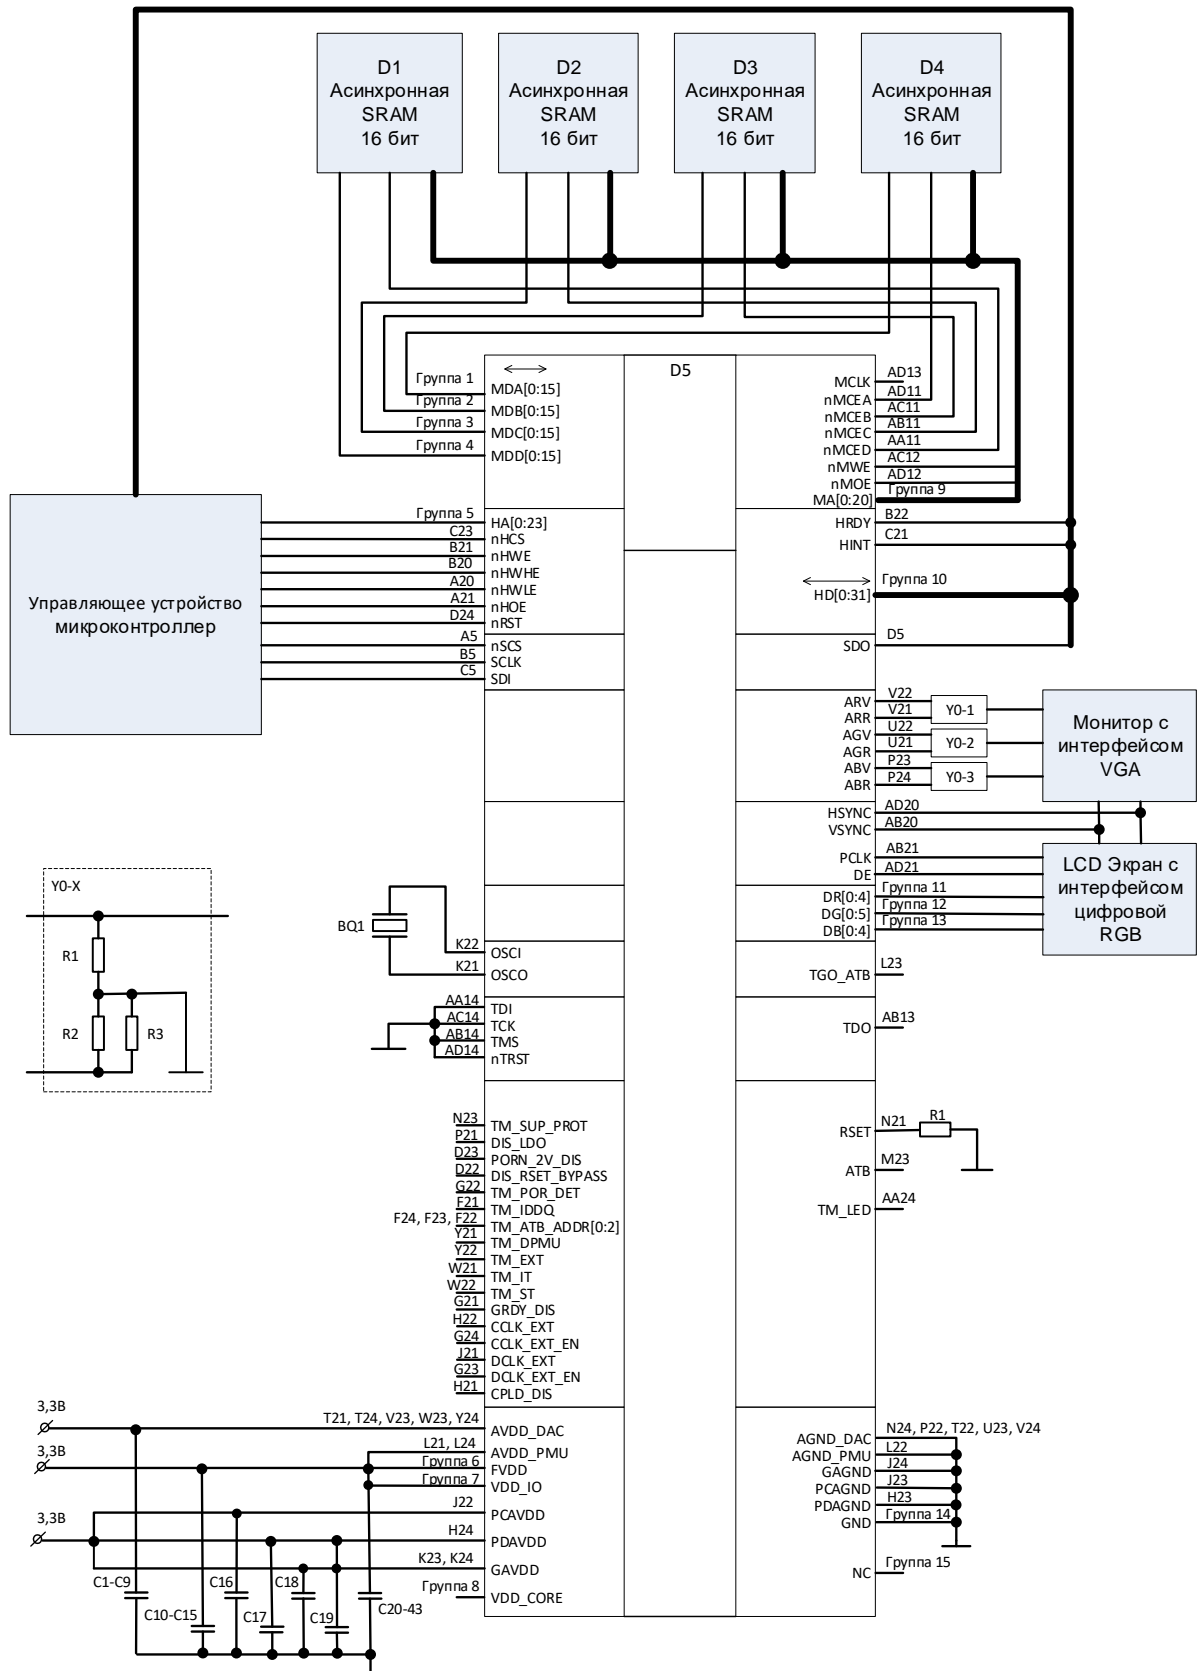 D1
Асинхронная
SRAM
16 бит
D2
Асинхронная
SRAM
16 бит
D3
Асинхронная
SRAM
16 бит
D4
Асинхронная
SRAM
16 бит
D5
Группа 1
MDA[0:15]
Группа 2
MDB[0:15]
Группа 3
MDC[0:15]
Группа 4
MDD[0:15]
MCLK
AD13
nMCEA
AD11
nMCEB
AC11
nMCEC
AB11
nMCED
AA11
nMWE
AC12
nMOE
AD12
MA[0:20]
Группа 9
Управляющее устройство
микроконтроллер
Группа 5
HA[0:23]
C23
nHCS
B21
nHWE
B20
nHWHE
A20
nHWLE
A21
nHOE
D24
nRST
A5
nSCS
B5
SCLK
C5
SDI
HRDY
B22
HINT
C21
HD[0:31]
Группа 10
SDO
D5
ARV
V22
ARR
V21
AGV
U22
AGR
U21
ABV
P23
ABR
P24
Y0-1
Y0-2
Y0-3
Монитор с
интерфейсом
VGA
HSYNC
AD20
VSYNC
AB20
PCLK
AB21
DE
AD21
DR[0:4]
Группа 11
DG[0:5]
Группа 12
DB[0:4]
Группа 13
LCD Экран с
интерфейсом
цифровой
RGB
Y0-X
R1
R2
R3
BQ1
K22
OSCI
K21
OSCO
TGO_ATB
L23
AA14
TDI
AC14
TCK
AB14
TMS
AD14
nTRST
TDO
AB13
N23
TM_SUP_PROT
P21
DIS_LDO
D23
PORN_2V_DIS
D22
DIS_RSET_BYPASS
G22
TM_POR_DET
F21
TM_IDDQ
F24, F23, F22
TM_ATB_ADDR[0:2]
Y21
TM_DPMU
Y22
TM_EXT
W21
TM_IT
W22
TM_ST
G21
GRDY_DIS
H22
CCLK_EXT
G24
CCLK_EXT_EN
J21
DCLK_EXT
G23
DCLK_EXT_EN
H21
CPLD_DIS
RSET
N21
R1
ATB
M23
TM_LED
AA24
3,3В
T21, T24, V23, W23, Y24
AVDD_DAC
L21, L24
AVDD_PMU
3,3В
Группа 6
FVDD
Группа 7
VDD_IO
J22
PCAVDD
3,3В
H24
PDAVDD
K23, K24
GAVDD
Группа 8
VDD_CORE
C1-C9
C10-C15
C16
C17
C18
C19
C20-43
AGND_DAC
N24, P22, T22, U23, V24
AGND_PMU
L22
GAGND
J24
PCAGND
J23
PDAGND
H23
GND
Группа 14
NC
Группа 15